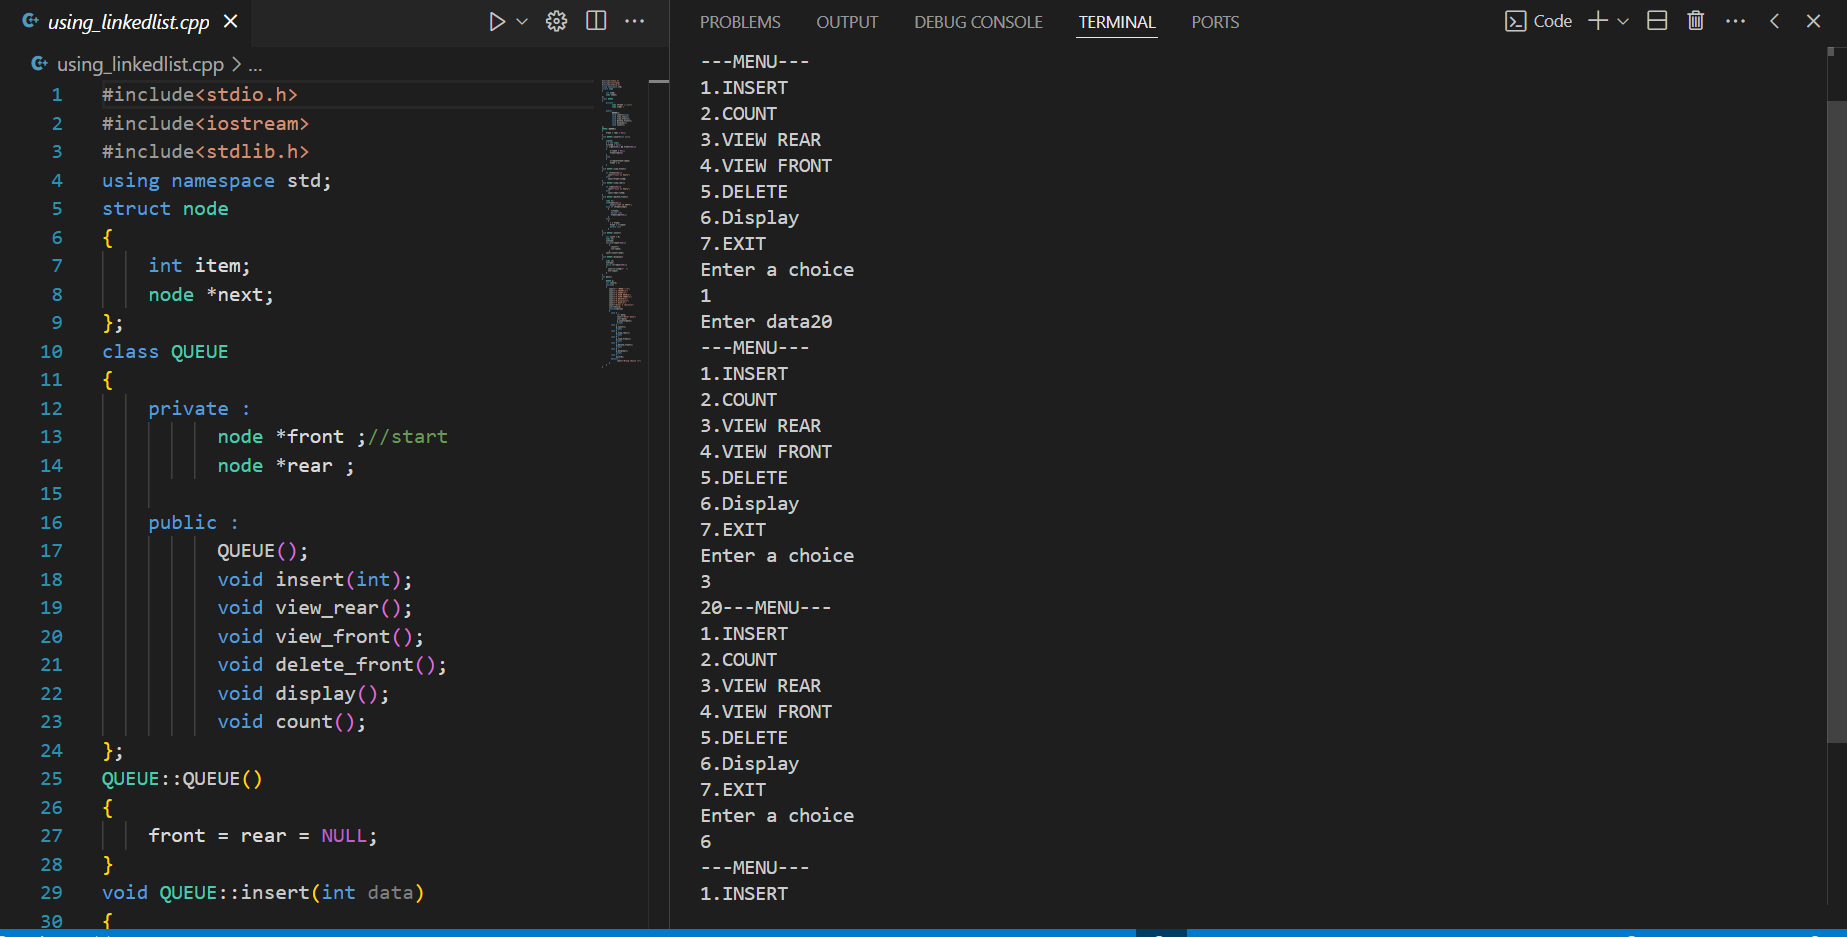 using_linkedlist.cpp
using_linkedlist.cpp > ...
1 #include<stdio.h>
2 #include<iostream>
3 #include<stdlib.h>
4 using namespace std;
5 struct node
6 {
7 int item;
8 node *next;
9 };
10 class QUEUE
11 {
12 private :
13 node *front ;//start
14 node *rear ;
15
16 public :
17 QUEUE();
18 void insert(int);
19 void view_rear();
20 void view_front();
21 void delete_front();
22 void display();
23 void count();
24 };
25 QUEUE::QUEUE()
26 {
27 front = rear = NULL;
28 }
29 void QUEUE::insert(int data)
30 {
PROBLEMS OUTPUT DEBUG CONSOLE TERMINAL PORTS Code
---MENU---
1.INSERT
2.COUNT
3.VIEW REAR
4.VIEW FRONT
5.DELETE
6.Display
7.EXIT
Enter a choice
1
Enter data20
---MENU---
1.INSERT
2.COUNT
3.VIEW REAR
4.VIEW FRONT
5.DELETE
6.Display
7.EXIT
Enter a choice
3
20---MENU---
1.INSERT
2.COUNT
3.VIEW REAR
4.VIEW FRONT
5.DELETE
6.Display
7.EXIT
Enter a choice
6
---MENU---
1.INSERT